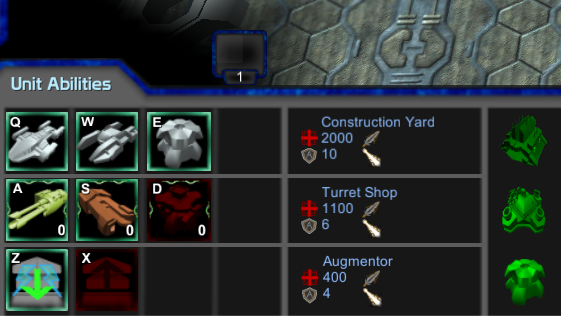 1
Unit Abilities
Q W E
Construction Yard
2000
10
A S D
0 0 0
Turret Shop
1100
6
Z X
Augmentor
400
4